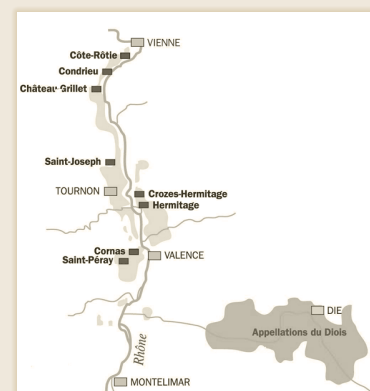 VIENNE
Côte-Rôtie
Condrieu
Château-Grillet
Saint-Joseph
TOURNON
Crozes-Hermitage
Hermitage
Cornas
Saint-Péray
VALENCE
DIE
Appellations du Diois
Rhône
MONTELIMAR